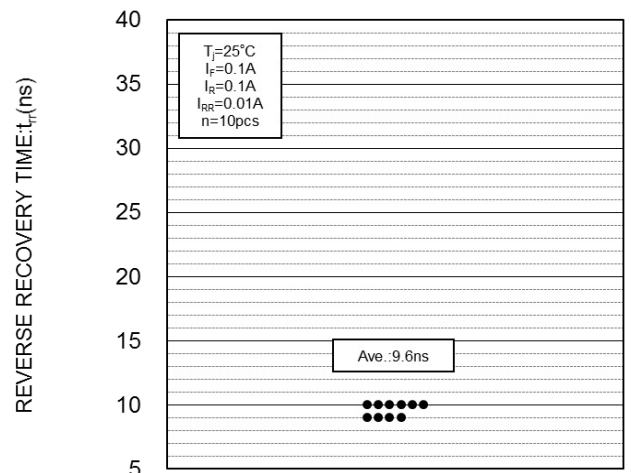 REVERSE RECOVERY TIME:trr(ns)
40
35
30
25
20
15
10
5
Tj=25°C
IF=0.1A
IR=0.1A
IRR=0.01A
n=10pcs
Ave.:9.6ns